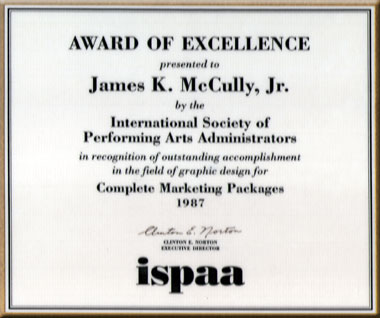 AWARD OF EXCELLENCE
presented to
James K. McCully, Jr.
by the
International Society of
Performing Arts Administrators
in recognition of outstanding accomplishment
in the field of graphic design for
Complete Marketing Packages
1987
Clinton E. Norton
CLINTON E. NORTON
EXECUTIVE DIRECTOR
ispaa